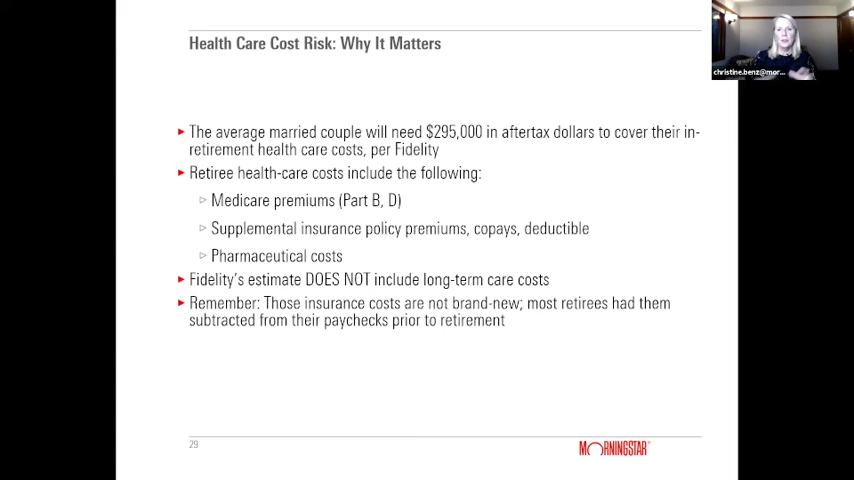 Health Care Cost Risk: Why It Matters
christine.benz@mor...
The average married couple will need $295,000 in aftertax dollars to cover their in-
retirement health care costs, per Fidelity
Retiree health-care costs include the following:
Medicare premiums (Part B, D)
Supplemental insurance policy premiums, copays, deductible
Pharmaceutical costs
Fidelity's estimate DOES NOT include long-term care costs
Remember: Those insurance costs are not brand-new; most retirees had them
subtracted from their paychecks prior to retirement
29
MORNINGSTAR